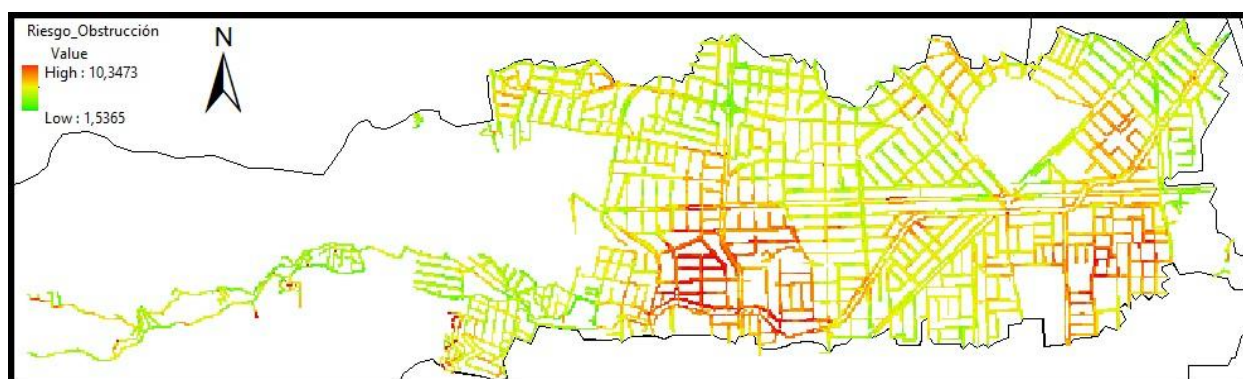 Riesgo_Obstrucción
Value
High : 10,3473
Low : 1,5365
N